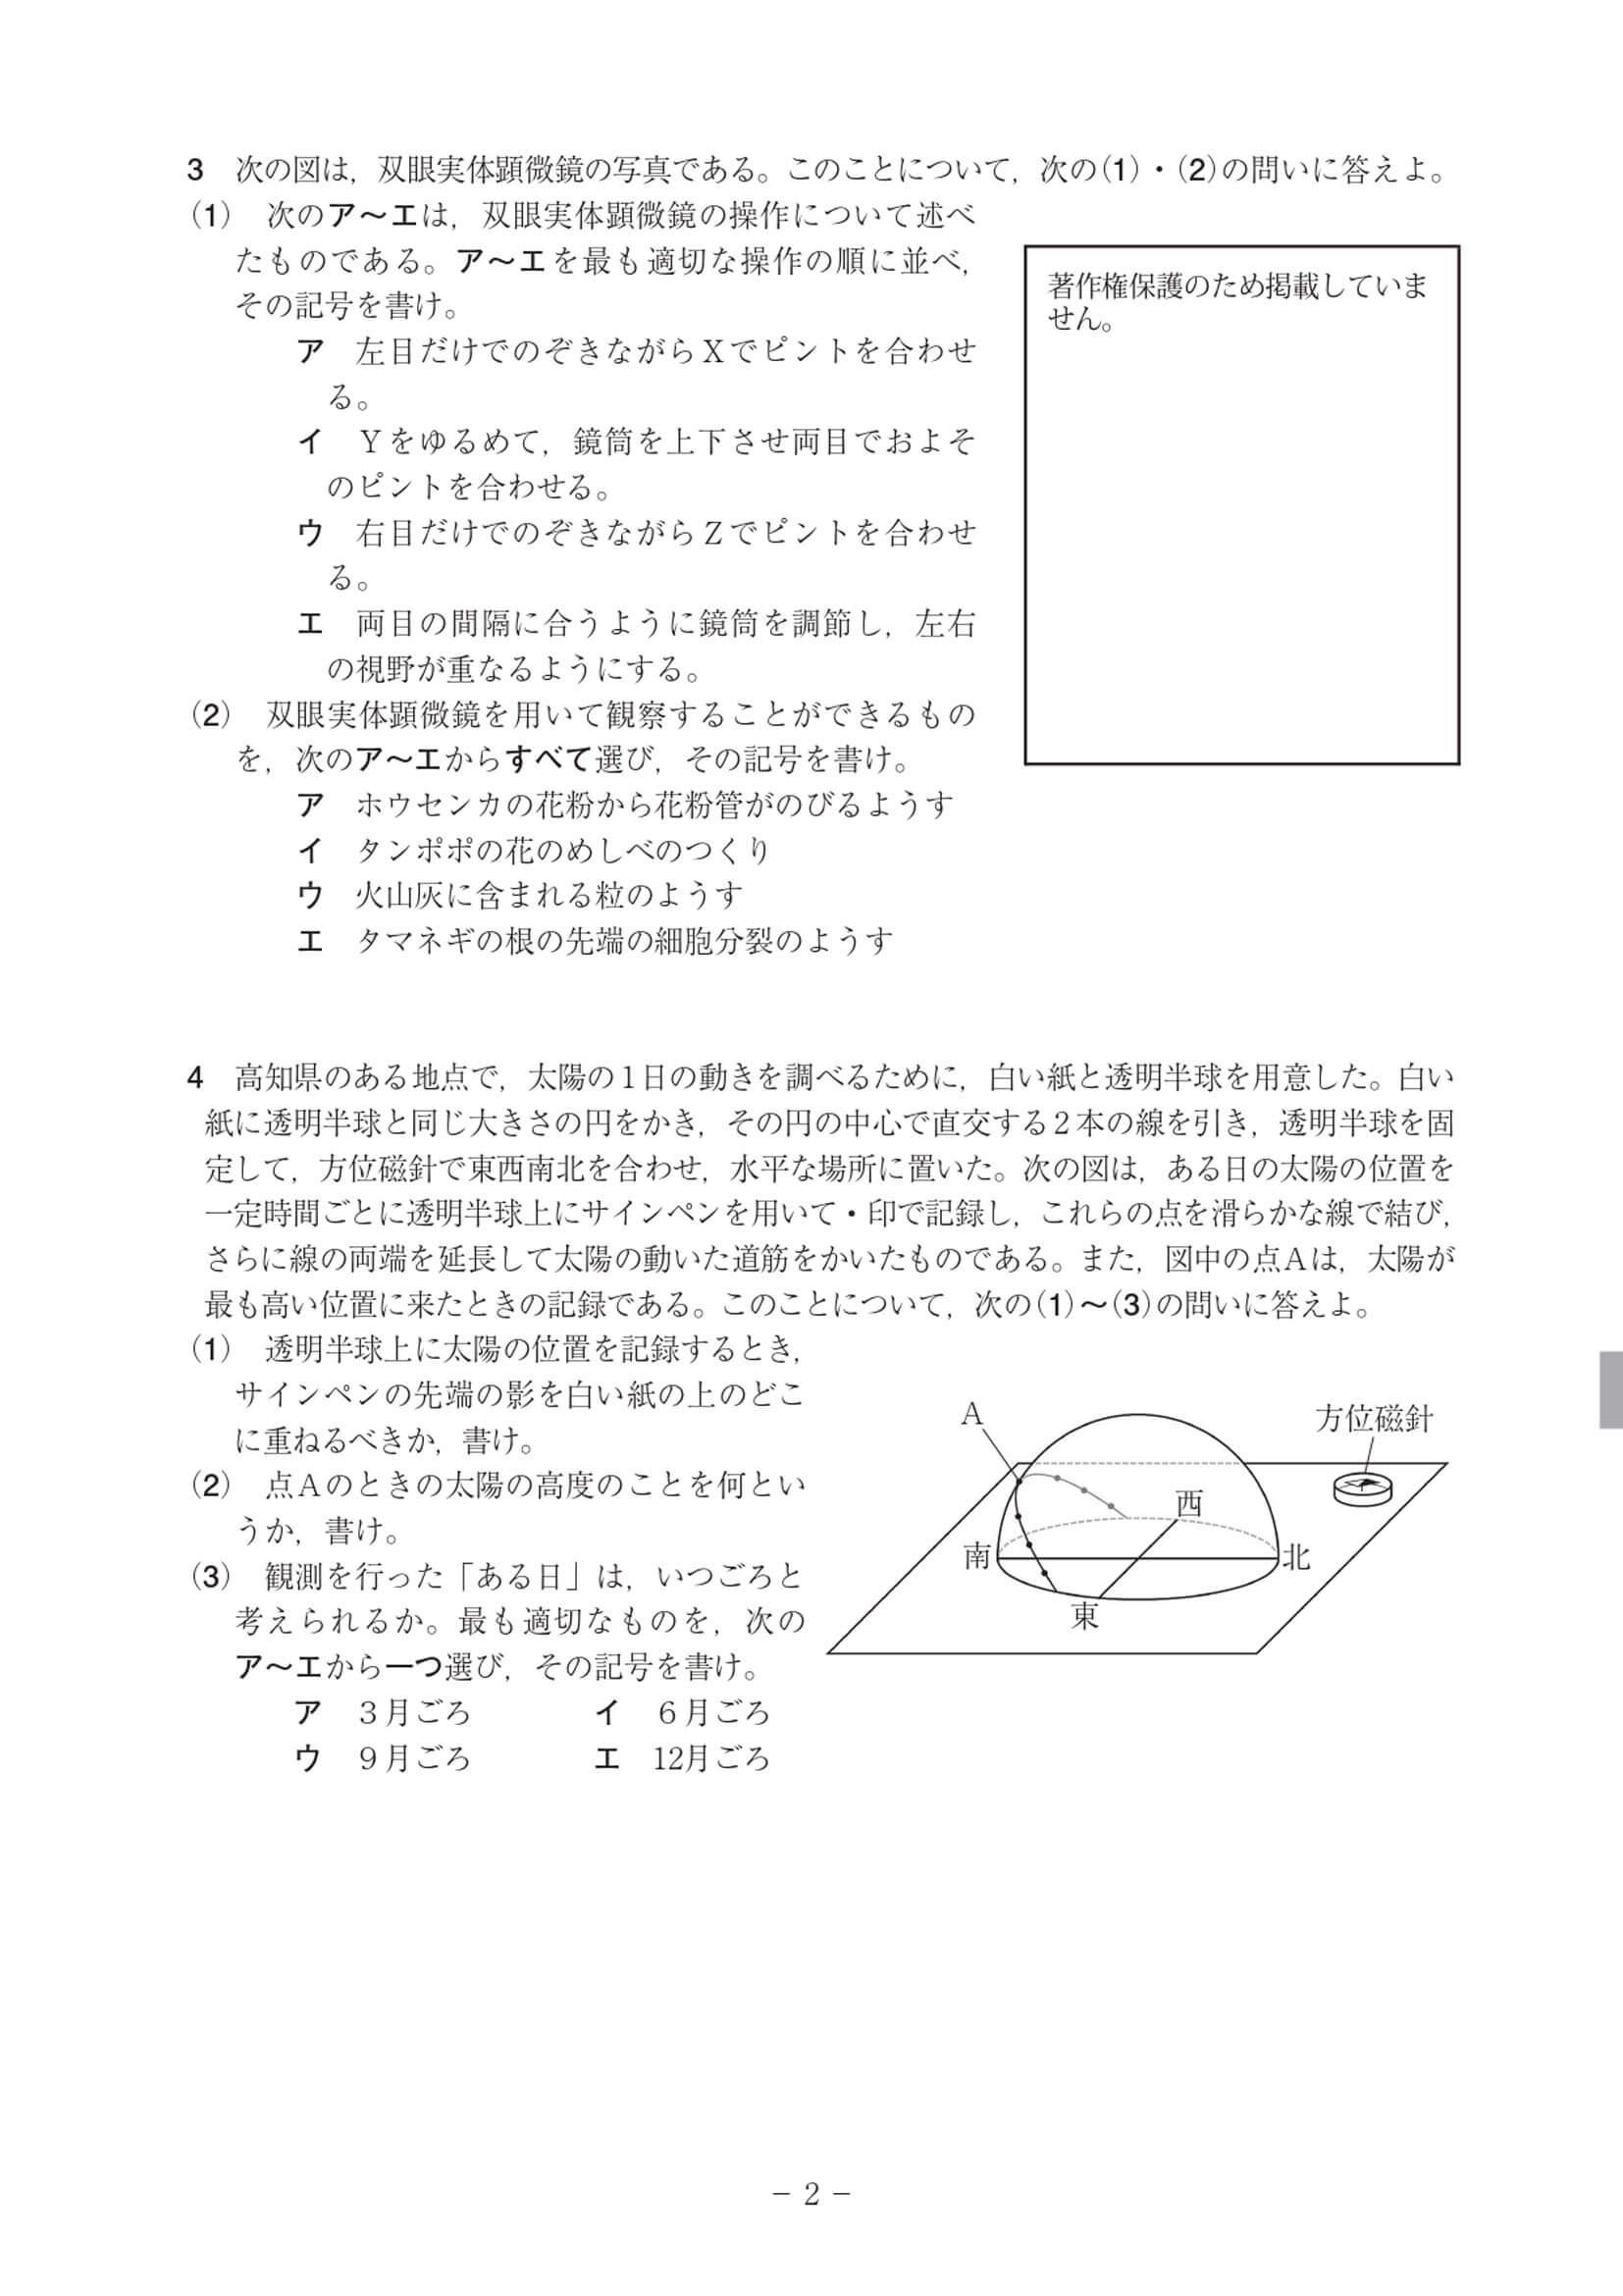 3 次の図は，双眼実体顕微鏡の写真である。このことについて，次の(1)・(2)の問いに答えよ。
(1) 次のア～エは，双眼実体顕微鏡の操作について述べ
たものである。ア～エを最も適切な操作の順に並べ，
その記号を書け。
ア 左目だけでのぞきながらXでピントを合わせ
る。
イ Yをゆるめて，鏡筒を上下させ両目でおよそ
のピントを合わせる。
ウ 右目だけでのぞきながらZでピントを合わせ
る。
エ 両目の間隔に合うように鏡筒を調節し，左右
の視野が重なるようにする。
(2) 双眼実体顕微鏡を用いて観察することができるもの
を，次のア～エからすべて選び，その記号を書け。
ア ホウセンカの花粉から花粉管がのびるようす
イ タンポポの花のめしべのつくり
ウ 火山灰に含まれる粒のようす
エ タマネギの根の先端の細胞分裂のようす
著作権保護のため掲載していま
せん。
4 高知県のある地点で，太陽の1日の動きを調べるために，白い紙と透明半球を用意した。白い
紙に透明半球と同じ大きさの円をかき，その円の中心で直交する2本の線を引き，透明半球を固
定して，方位磁針で東西南北を合わせ，水平な場所に置いた。次の図は，ある日の太陽の位置を
一定時間ごとに透明半球上にサインペンを用いて・印で記録し，これらの点を滑らかな線で結び，
さらに線の両端を延長して太陽の動いた道筋をかいたものである。また，図中の点Aは，太陽が
最も高い位置に来たときの記録である。このことについて，次の(1)～(3)の問いに答えよ。
(1) 透明半球上に太陽の位置を記録するとき，
サインペンの先端の影を白い紙の上のどこ
に重ねるべきか，書け。
(2) 点Aのときの太陽の高度のことを何とい
うか，書け。
(3) 観測を行った「ある日」は，いつごろと
考えられるか。最も適切なものを，次の
ア～エから一つ選び，その記号を書け。
ア 3月ごろ イ 6月ごろ
ウ 9月ごろ エ 12月ごろ
A
方位磁針
西
南
北
東
－ 2 －